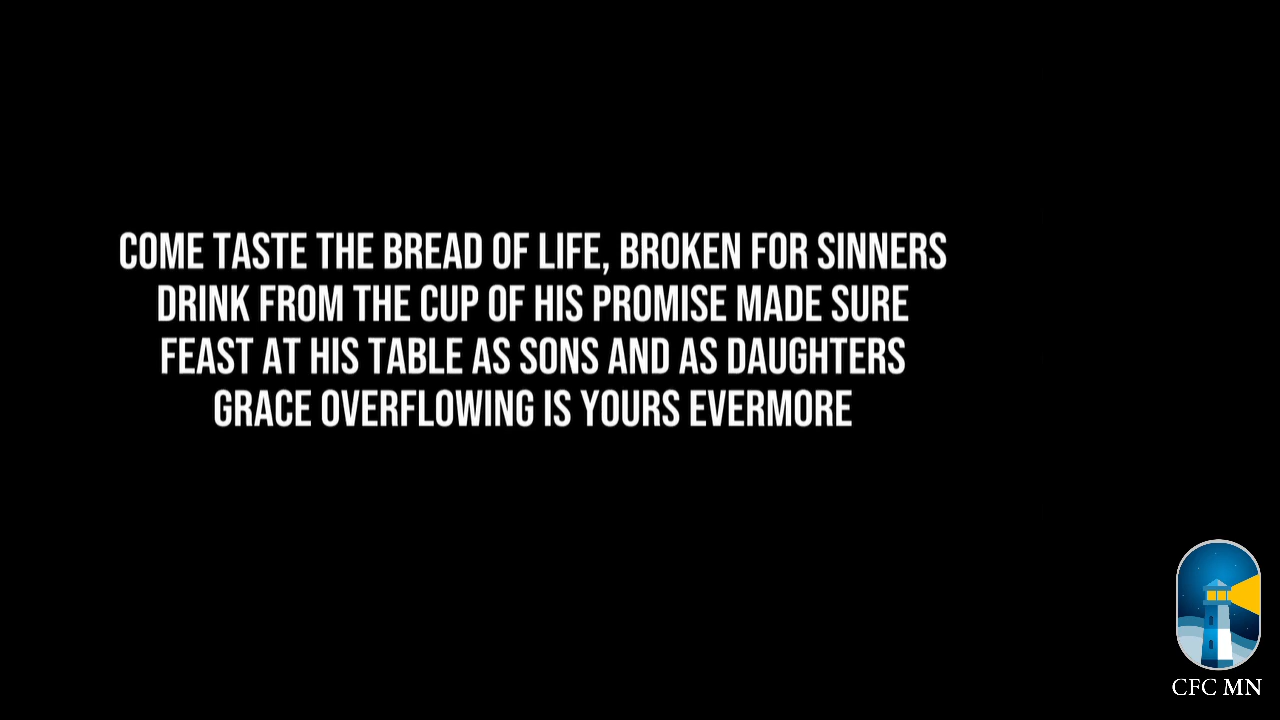 COME TASTE THE BREAD OF LIFE, BROKEN FOR SINNERS
DRINK FROM THE CUP OF HIS PROMISE MADE SURE
FEAST AT HIS TABLE AS SONS AND AS DAUGHTERS
GRACE OVERFLOWING IS YOURS EVERMORE
CFC MN